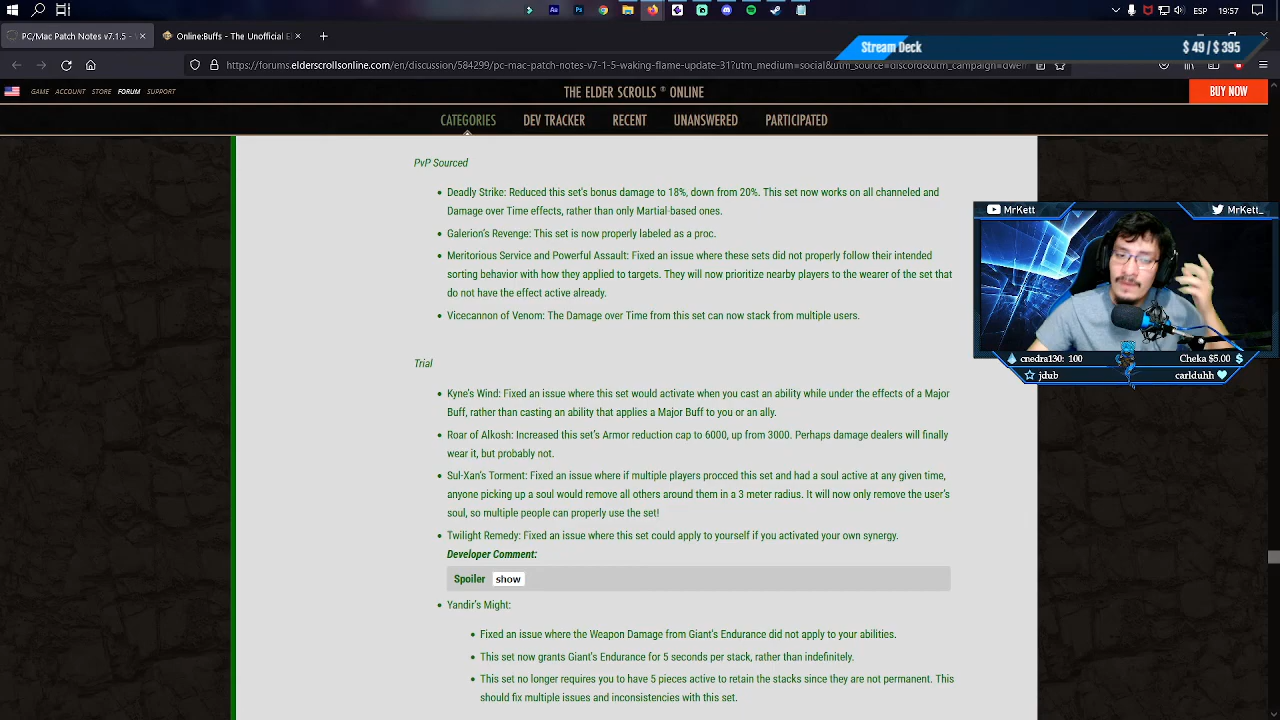 19:57
PC/Mac Patch Notes v7.1.5 -
Online:Buffs - The Unofficial El
Stream Deck
$ 49 / $ 395
https://forums.elderscrollsonline.com/en/discussion/584299/pc-mac-patch-notes-v7-1-5-waking-flame-update-31?utm_medium=social&utm_source=discord&utm_campaign=dwem
GAME ACCOUNT STORE FORUM SUPPORT
THE ELDER SCROLLS ® ONLINE
BUY NOW
CATEGORIES DEV TRACKER RECENT UNANSWERED PARTICIPATED
PvP Sourced
Deadly Strike: Reduced this set's bonus damage to 18%, down from 20%. This set now works on all channeled and
Damage over Time effects, rather than only Martial-based ones.
Galerion's Revenge: This set is now properly labeled as a proc.
Meritorious Service and Powerful Assault: Fixed an issue where these sets did not properly follow their intended
sorting behavior with how they applied to targets. They will now prioritize nearby players to the wearer of the set that
do not have the effect active already.
Vicecannon of Venom: The Damage over Time from this set can now stack from multiple users.
Trial
Kyne's Wind: Fixed an issue where this set would activate when you cast an ability while under the effects of a Major
Buff, rather than casting an ability that applies a Major Buff to you or an ally.
Roar of Alkosh: Increased this set's Armor reduction cap to 6000, up from 3000. Perhaps damage dealers will finally
wear it, but probably not.
Sul-Xan's Torment: Fixed an issue where if multiple players procced this set and had a soul active at any given time,
anyone picking up a soul would remove all others around them in a 3 meter radius. It will now only remove the user's
soul, so multiple people can properly use the set!
Twilight Remedy: Fixed an issue where this set could apply to yourself if you activated your own synergy.
Developer Comment:
Spoiler show
Yandir's Might:
Fixed an issue where the Weapon Damage from Giant's Endurance did not apply to your abilities.
This set now grants Giant's Endurance for 5 seconds per stack, rather than indefinitely.
This set no longer requires you to have 5 pieces active to retain the stacks since they are not permanent. This
should fix multiple issues and inconsistencies with this set.
MrKett
MrKett_
cnedra130: 100
Cheka $5.00
jdub
carlduhh